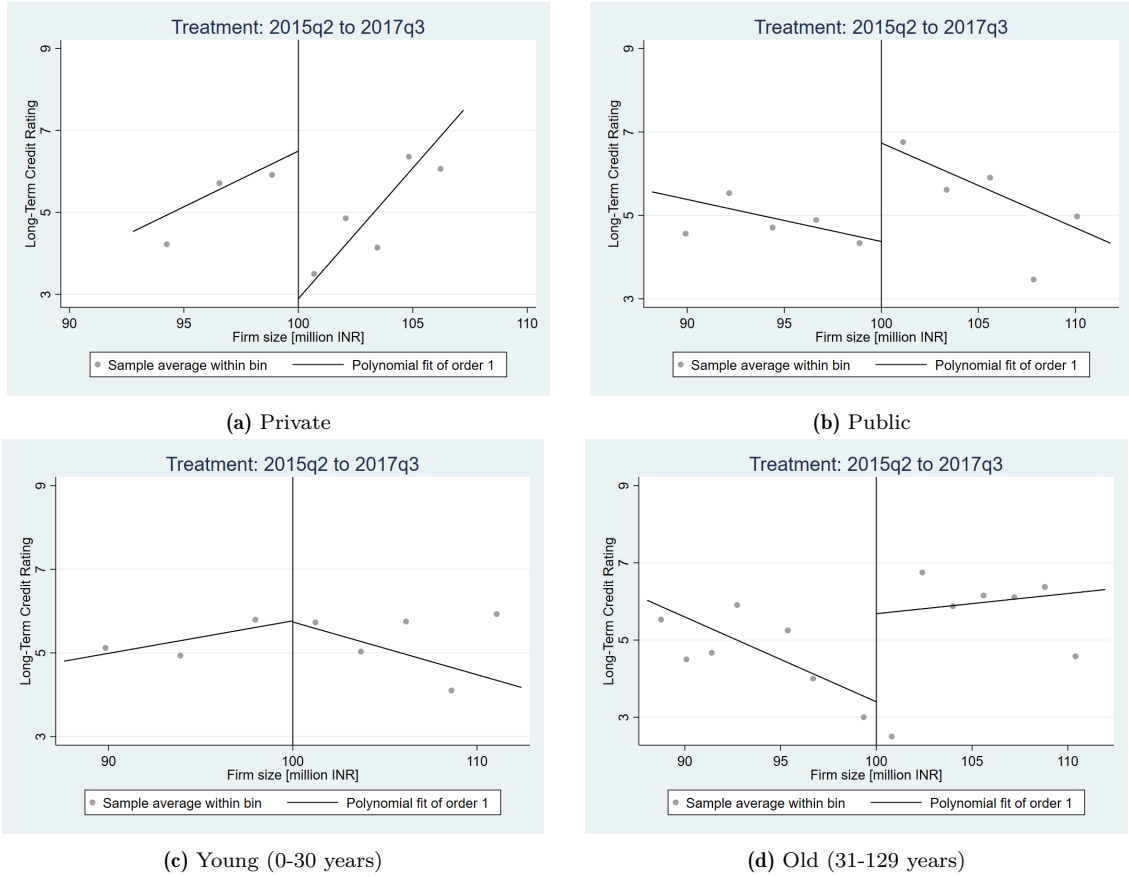 Treatment: 2015q2 to 2017q3
Long-Term Credit Rating
9
7
5
3
90 95 100 105 110
Firm size [million INR]
Sample average within bin Polynomial fit of order 1
(a) Private
Treatment: 2015q2 to 2017q3
Long-Term Credit Rating
9
7
5
3
90 95 100 105 110
Firm size [million INR]
Sample average within bin Polynomial fit of order 1
(b) Public
Treatment: 2015q2 to 2017q3
Long-Term Credit Rating
9
7
5
3
90 100 110
Firm size [million INR]
Sample average within bin Polynomial fit of order 1
(c) Young (0-30 years)
Treatment: 2015q2 to 2017q3
Long-Term Credit Rating
9
7
5
3
90 95 100 105 110
Firm size [million INR]
Sample average within bin Polynomial fit of order 1
(d) Old (31-129 years)